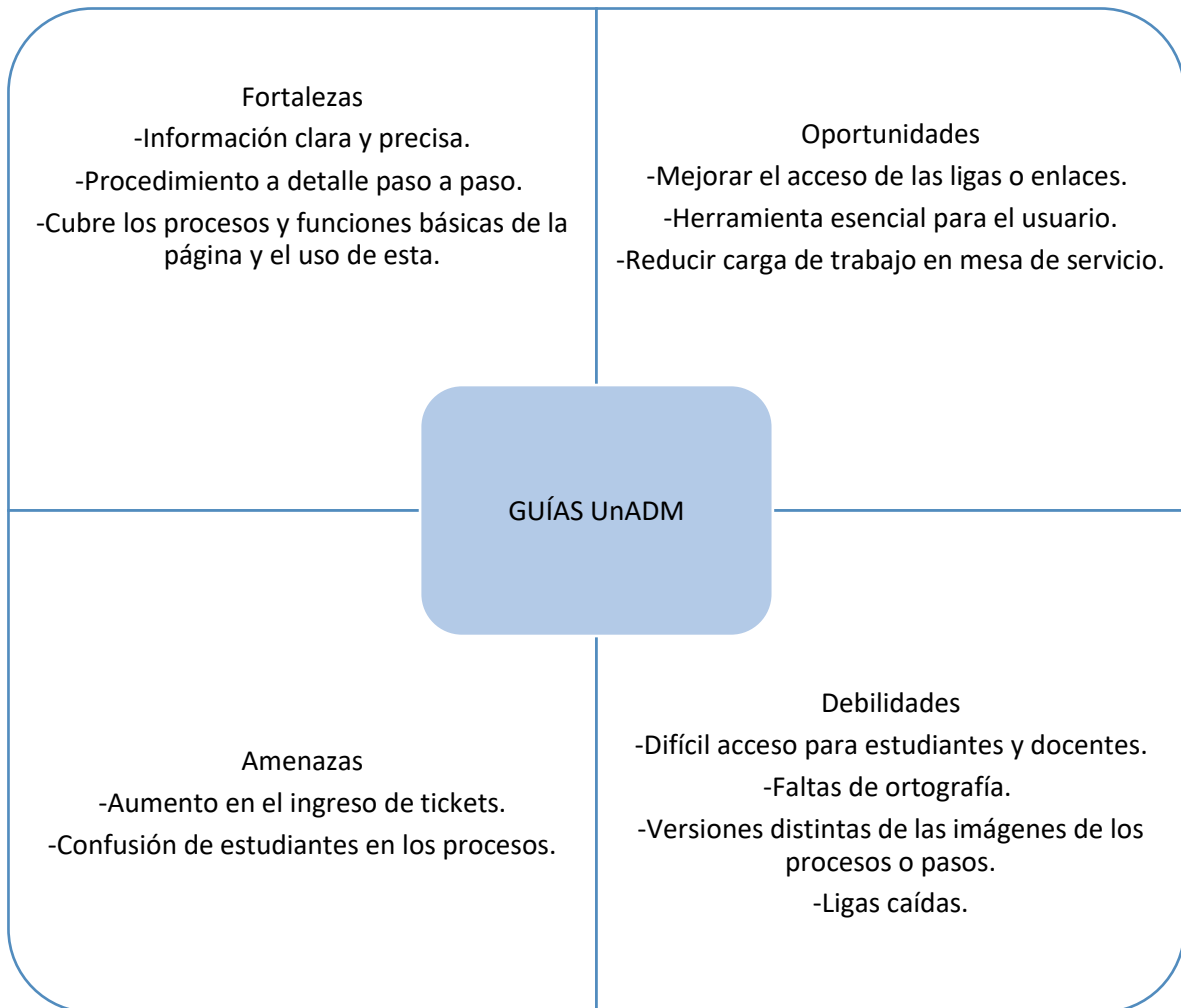 Fortalezas
-Información clara y precisa.
-Procedimiento a detalle paso a paso.
-Cubre los procesos y funciones básicas de la
página y el uso de esta.
Oportunidades
-Mejorar el acceso de las ligas o enlaces.
-Herramienta esencial para el usuario.
-Reducir carga de trabajo en mesa de servicio.
GUÍAS UnADM
Amenazas
-Aumento en el ingreso de tickets.
-Confusión de estudiantes en los procesos.
Debilidades
-Difícil acceso para estudiantes y docentes.
-Faltas de ortografía.
-Versiones distintas de las imágenes de los
procesos o pasos.
-Ligas caídas.